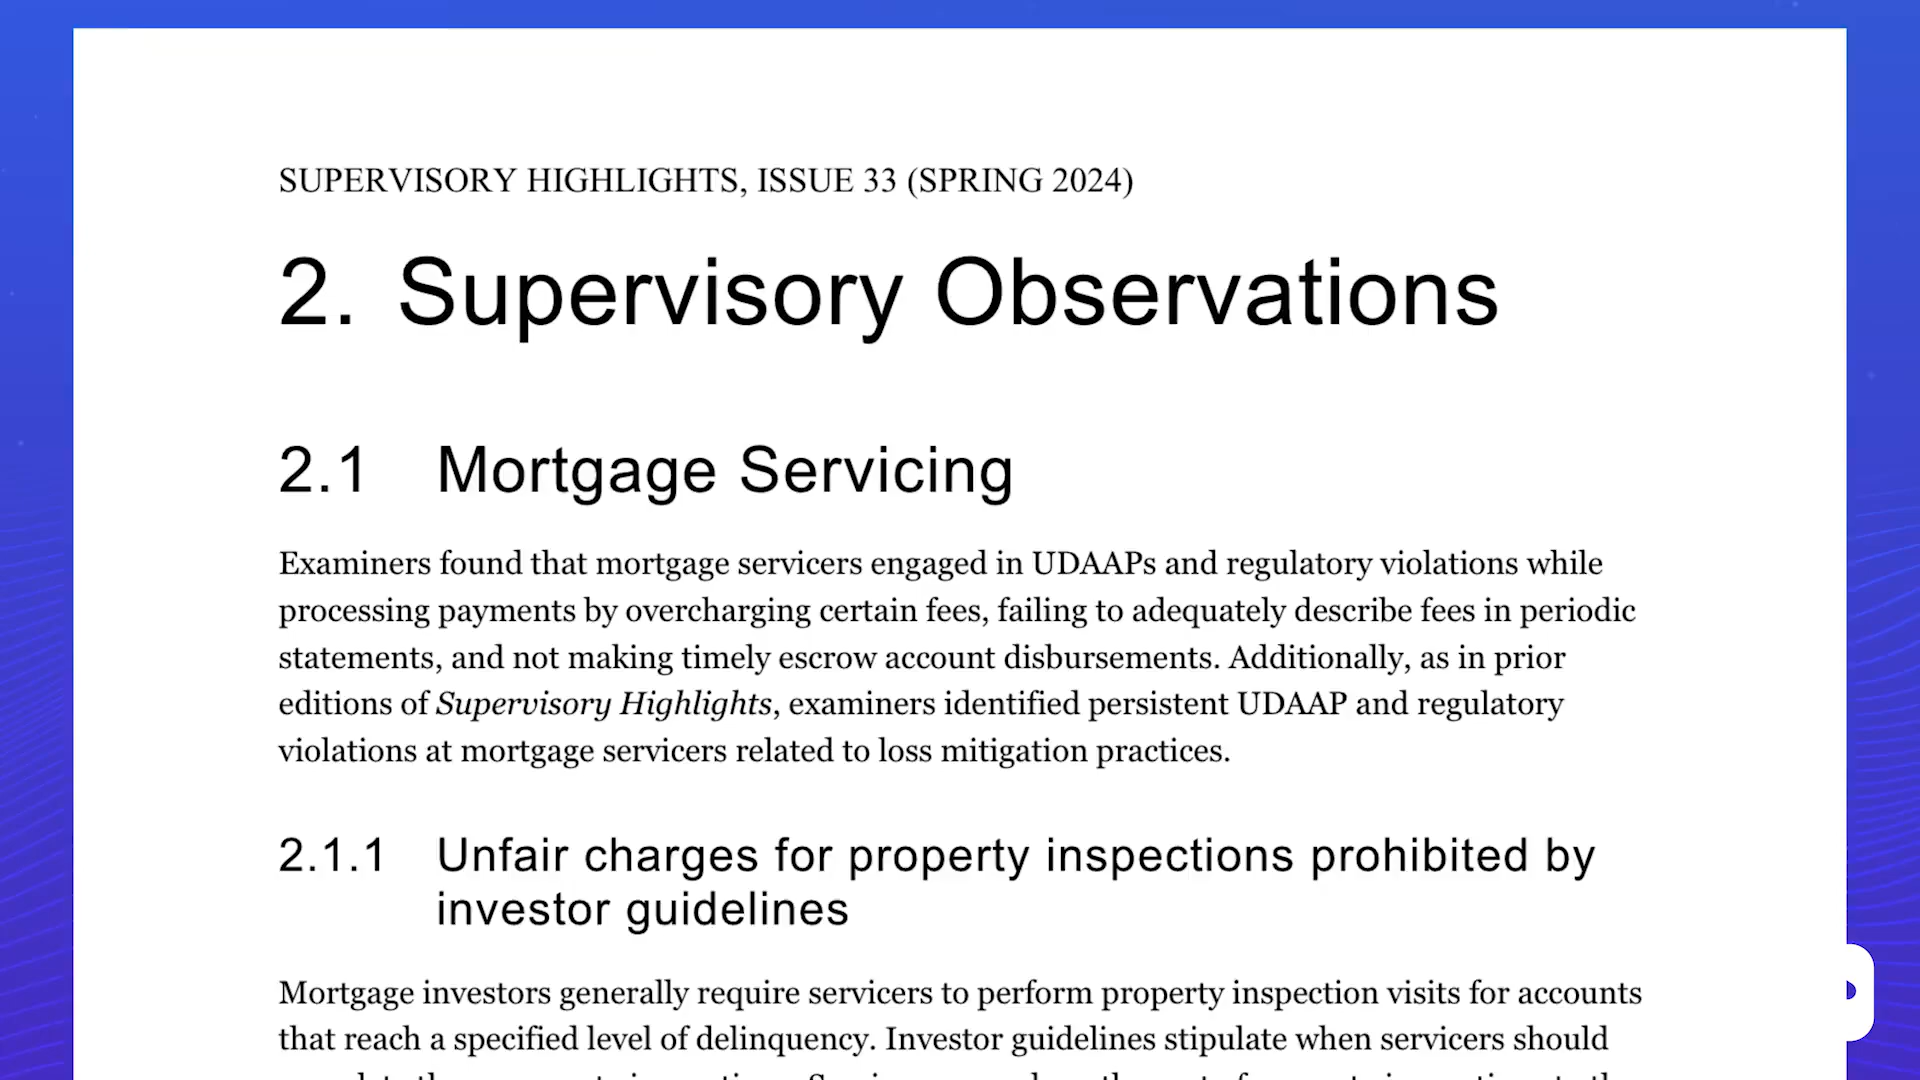 SUPERVISORY HIGHLIGHTS, ISSUE 33 (SPRING 2024)
2. Supervisory Observations
2.1 Mortgage Servicing
Examiners found that mortgage servicers engaged in UDAAPs and regulatory violations while
processing payments by overcharging certain fees, failing to adequately describe fees in periodic
statements, and not making timely escrow account disbursements. Additionally, as in prior
editions of Supervisory Highlights, examiners identified persistent UDAAP and regulatory
violations at mortgage servicers related to loss mitigation practices.
2.1.1 Unfair charges for property inspections prohibited by
investor guidelines
Mortgage investors generally require servicers to perform property inspection visits for accounts
that reach a specified level of delinquency. Investor guidelines stipulate when servicers should